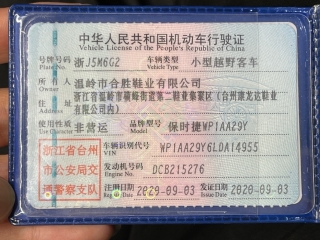 中华人民共和国机动车行驶证
Vehicle License of the People's Republic of China
号牌号码 浙J5M6G2 车辆类型 小型越野客车
Plate No. Vehicle Type
所有人 温岭市合胜鞋业有限公司
Owner
住址 浙江省温岭市横峰街道第二鞋业集聚区(台州康龙达鞋业有限公司内)
Address
使用性质 非营运 品牌型号 保时捷WP1AA29Y
Use Character Model
浙江省台州市公安局交通警察支队
车辆识别代号 WP1AA29Y6LDA14955
VIN
发动机号码 DCB215276
Engine No.
注册日期 2020-09-03 发证日期 2020-09-03
Register Date Issue Date